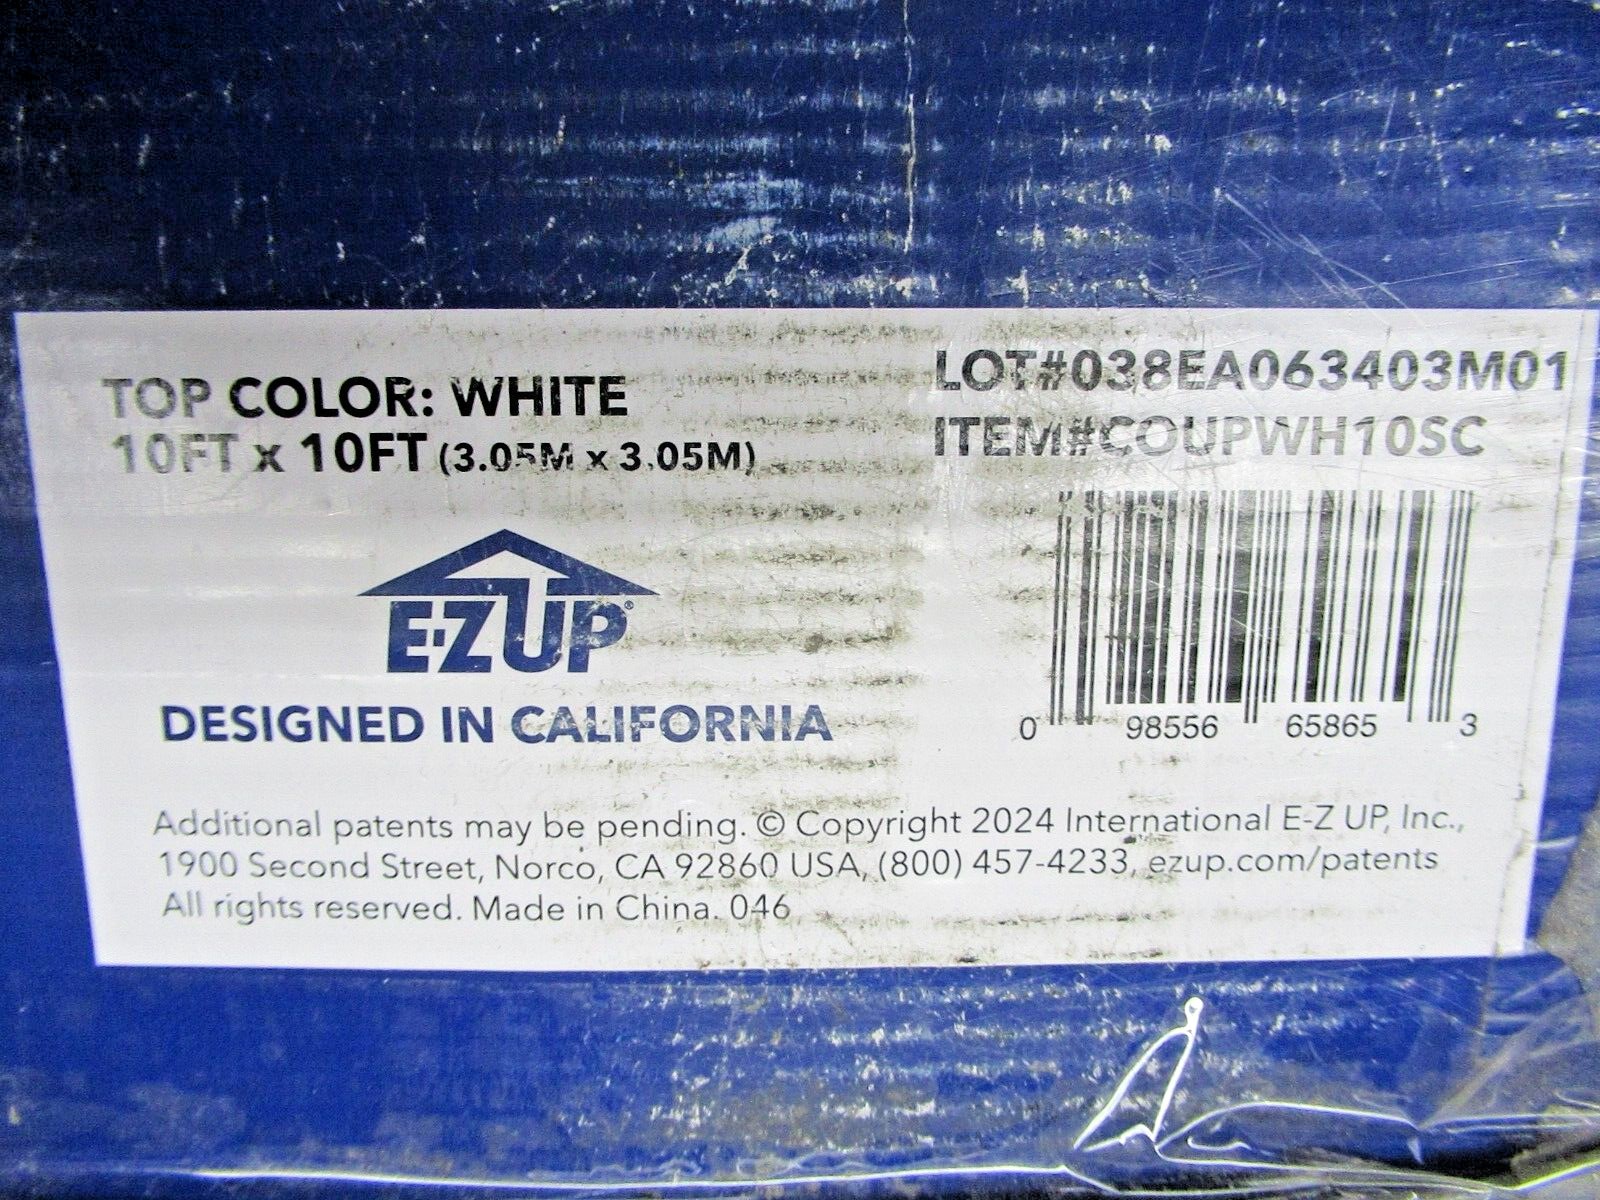 TOP COLOR: WHITE
10FT x 10FT (3.05M x 3.05M)
LOT#038EA063403M01
ITEM#COUPWH10SC
E-Z UP®
DESIGNED IN CALIFORNIA
0 98556 65865 3
Additional patents may be pending. © Copyright 2024 International E-Z UP, Inc.,
1900 Second Street, Norco, CA 92860 USA, (800) 457-4233, ezup.com/patents
All rights reserved. Made in China. 046